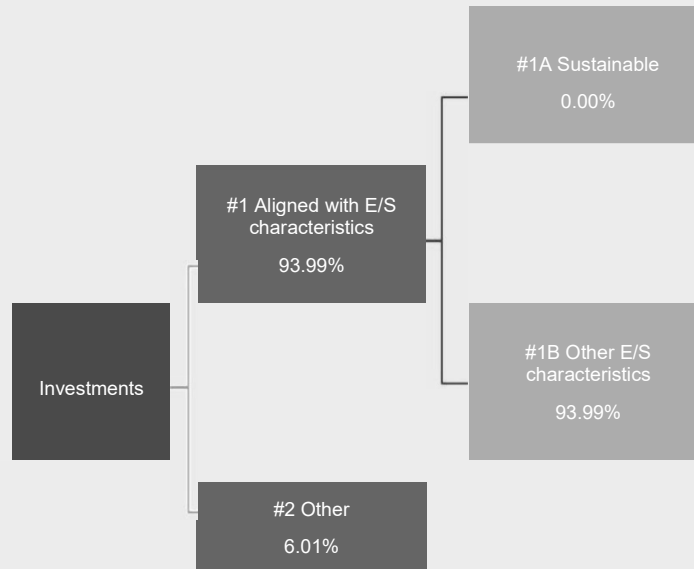 #1A Sustainable
0.00%
#1 Aligned with E/S
characteristics
93.99%
#1B Other E/S
characteristics
93.99%
Investments
#2 Other
6.01%